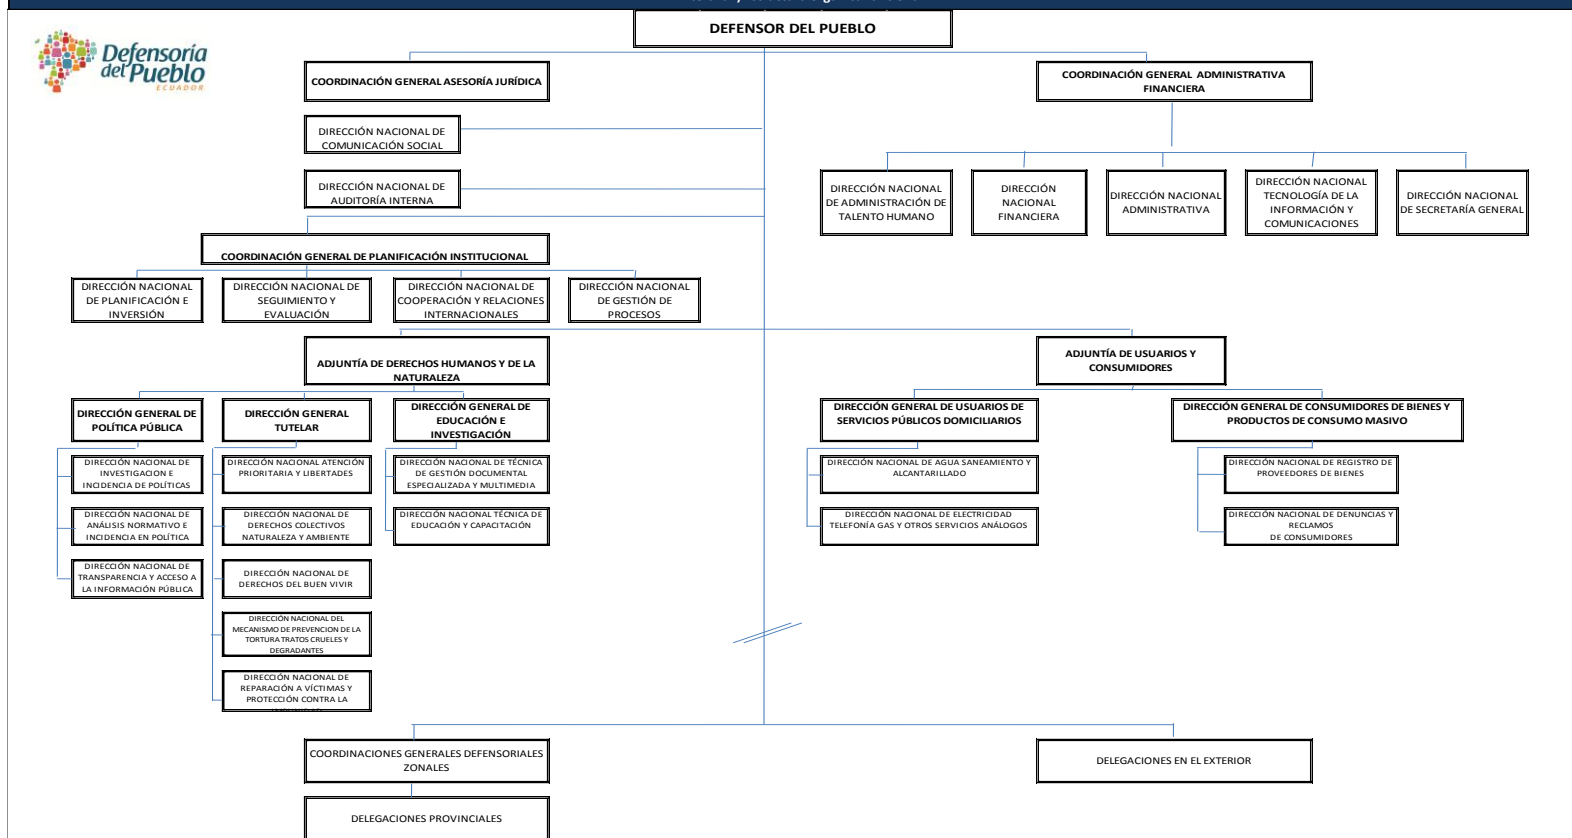 DEFENSOR DEL PUEBLO
Defensoría
del Pueblo
ECUADOR
COORDINACIÓN GENERAL ASESORÍA JURÍDICA
COORDINACIÓN GENERAL ADMINISTRATIVA
FINANCIERA
DIRECCIÓN NACIONAL DE
COMUNICACIÓN SOCIAL
DIRECCIÓN NACIONAL DE
AUDITORÍA INTERNA
DIRECCIÓN NACIONAL
DE ADMINISTRACIÓN DE
TALENTO HUMANO
DIRECCIÓN
NACIONAL
FINANCIERA
DIRECCIÓN NACIONAL
ADMINISTRATIVA
DIRECCIÓN NACIONAL
TECNOLOGÍA DE LA
INFORMACIÓN Y
COMUNICACIONES
DIRECCIÓN NACIONAL
DE SECRETARÍA GENERAL
COORDINACIÓN GENERAL DE PLANIFICACIÓN INSTITUCIONAL
DIRECCIÓN NACIONAL
DE PLANIFICACIÓN E
INVERSIÓN
DIRECCIÓN NACIONAL DE
SEGUIMIENTO Y
EVALUACIÓN
DIRECCIÓN NACIONAL DE
COOPERACIÓN Y RELACIONES
INTERNACIONALES
DIRECCIÓN NACIONAL
DE GESTIÓN DE
PROCESOS
ADJUNTÍA DE DERECHOS HUMANOS Y DE LA
NATURALEZA
ADJUNTÍA DE USUARIOS Y
CONSUMIDORES
DIRECCIÓN GENERAL DE
POLÍTICA PÚBLICA
DIRECCIÓN GENERAL
TUTELAR
DIRECCIÓN GENERAL DE
EDUCACIÓN E
INVESTIGACIÓN
DIRECCIÓN GENERAL DE USUARIOS DE
SERVICIOS PÚBLICOS DOMICILIARIOS
DIRECCIÓN GENERAL DE CONSUMIDORES DE BIENES Y
PRODUCTOS DE CONSUMO MASIVO
DIRECCIÓN NACIONAL DE
INVESTIGACION E
INCIDENCIA DE POLÍTICAS
DIRECCIÓN NACIONAL ATENCIÓN
PRIORITARIA Y LIBERTADES
DIRECCIÓN NACIONAL DE TÉCNICA
DE GESTIÓN DOCUMENTAL
ESPECIALIZADA Y MULTIMEDIA
DIRECCIÓN NACIONAL DE AGUA SANEAMIENTO Y
ALCANTARILLADO
DIRECCIÓN NACIONAL DE REGISTRO DE
PROVEEDORES DE BIENES
DIRECCIÓN NACIONAL DE
ANÁLISIS NORMATIVO E
INCIDENCIA EN POLÍTICA
DIRECCIÓN NACIONAL DE
DERECHOS COLECTIVOS
NATURALEZA Y AMBIENTE
DIRECCIÓN NACIONAL TÉCNICA DE
EDUCACIÓN Y CAPACITACIÓN
DIRECCIÓN NACIONAL DE ELECTRICIDAD
TELEFONÍA GAS Y OTROS SERVICIOS ANÁLOGOS
DIRECCIÓN NACIONAL DE DENUNCIAS Y
RECLAMOS
DE CONSUMIDORES
DIRECCIÓN NACIONAL DE
TRANSPARENCIA Y ACCESO A
LA INFORMACIÓN PÚBLICA
DIRECCIÓN NACIONAL DE
DERECHOS DEL BUEN VIVIR
DIRECCIÓN NACIONAL DEL
MECANISMO DE PREVENCION DE LA
TORTURA TRATOS CRUELES Y
DEGRADANTES
DIRECCIÓN NACIONAL DE
REPARACIÓN A VÍCTIMAS Y
PROTECCIÓN CONTRA LA
COORDINACIONES GENERALES DEFENSORIALES
ZONALES
DELEGACIONES EN EL EXTERIOR
DELEGACIONES PROVINCIALES